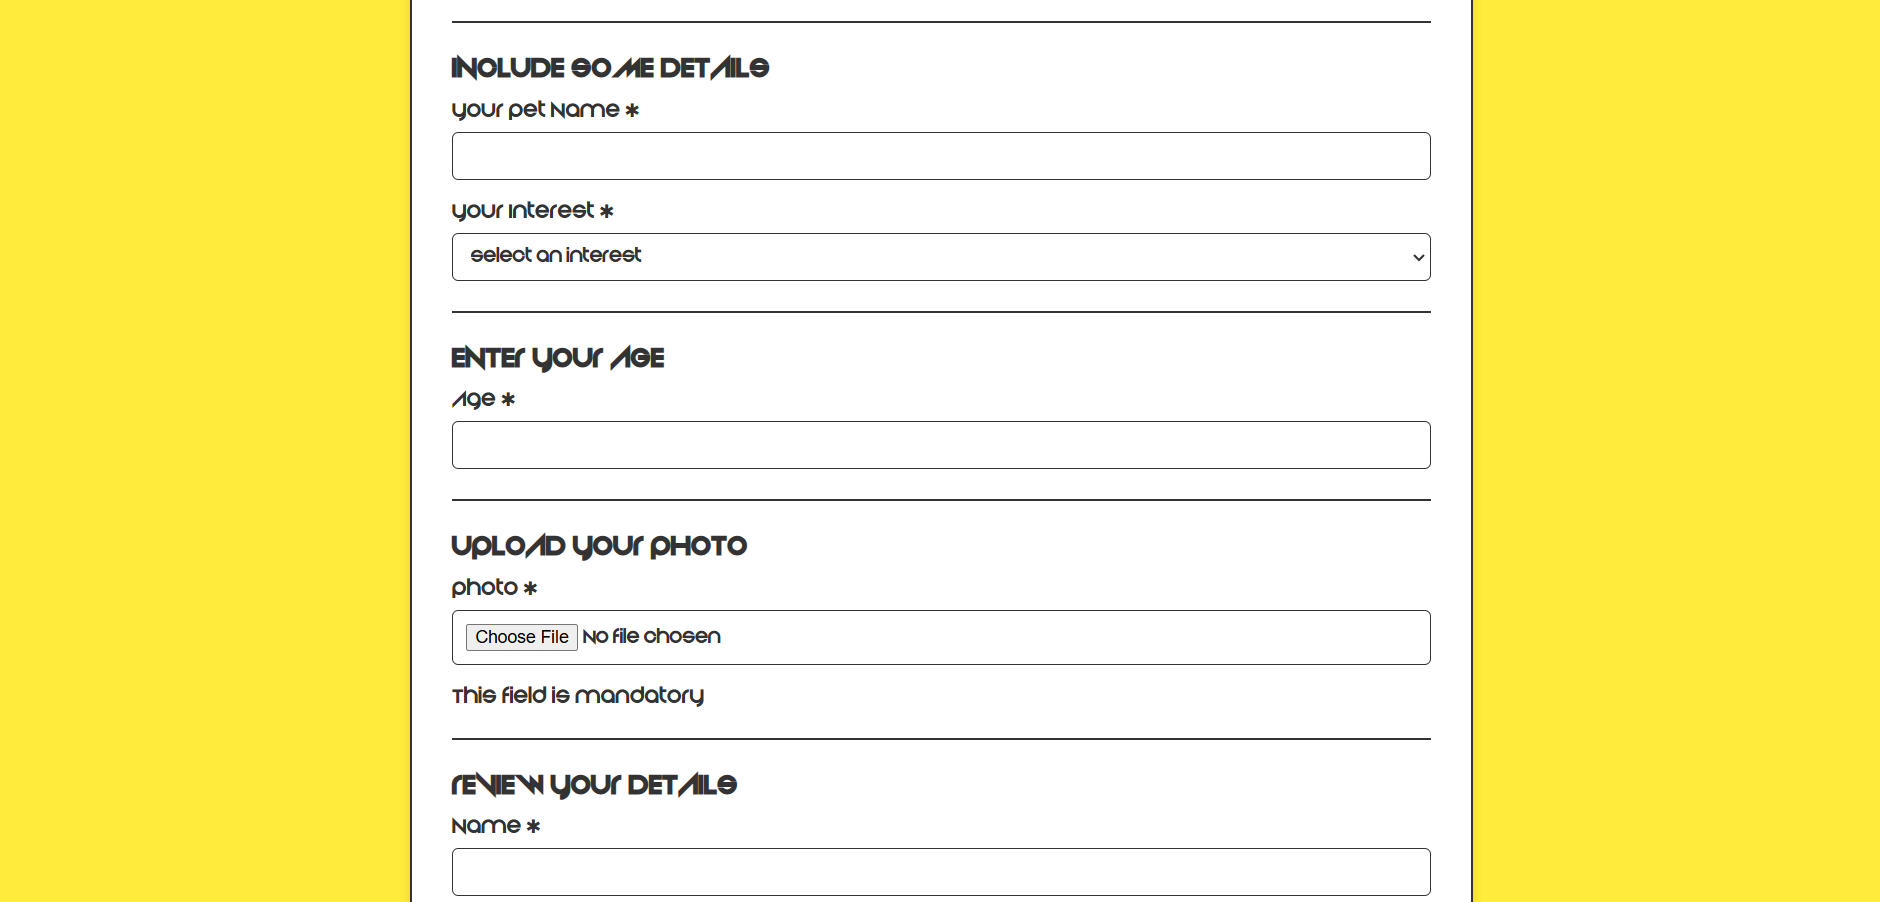 INCLUDE SOME DETAILS
Your Pet Name *
Your Interest *
Select an interest
ENTER YOUR AGE
Age *
UPLOAD YOUR PHOTO
Photo *
Choose File No file chosen
This field is mandatory
REVIEW YOUR DETAILS
Name *